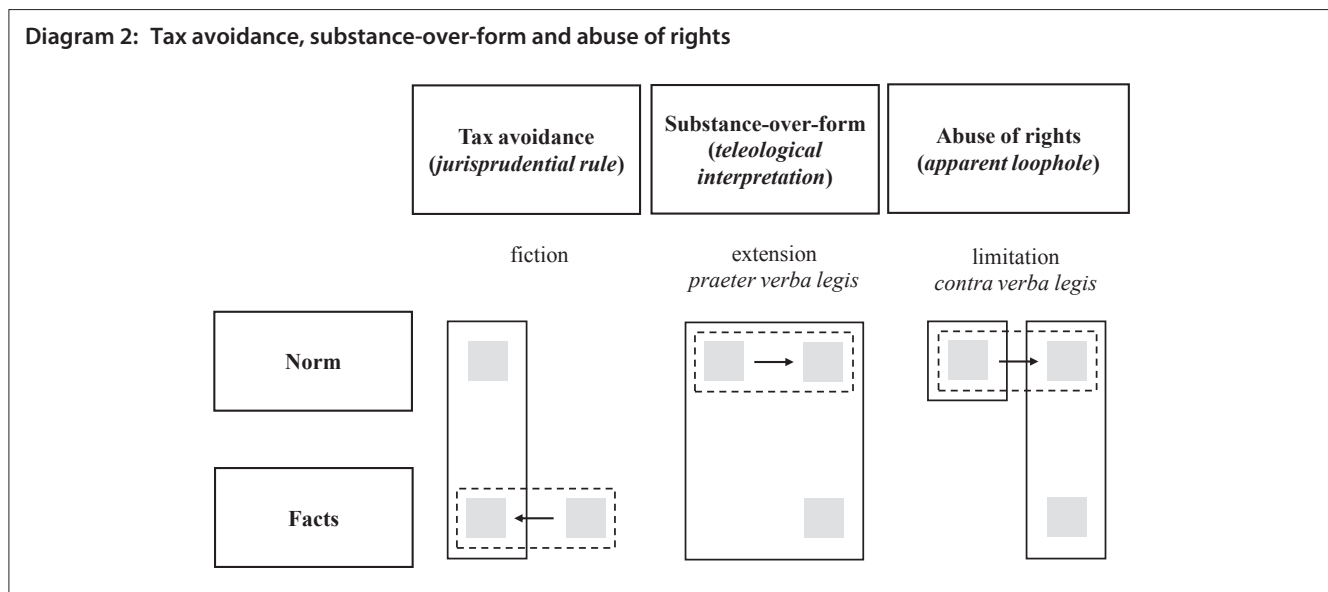 Diagram 2: Tax avoidance, substance-over-form and abuse of rights
Tax avoidance
(jurisprudential rule)
Substance-over-form
(teleological
interpretation)
Abuse of rights
(apparent loophole)
fiction
extension
praeter verba legis
limitation
contra verba legis
Norm
Facts